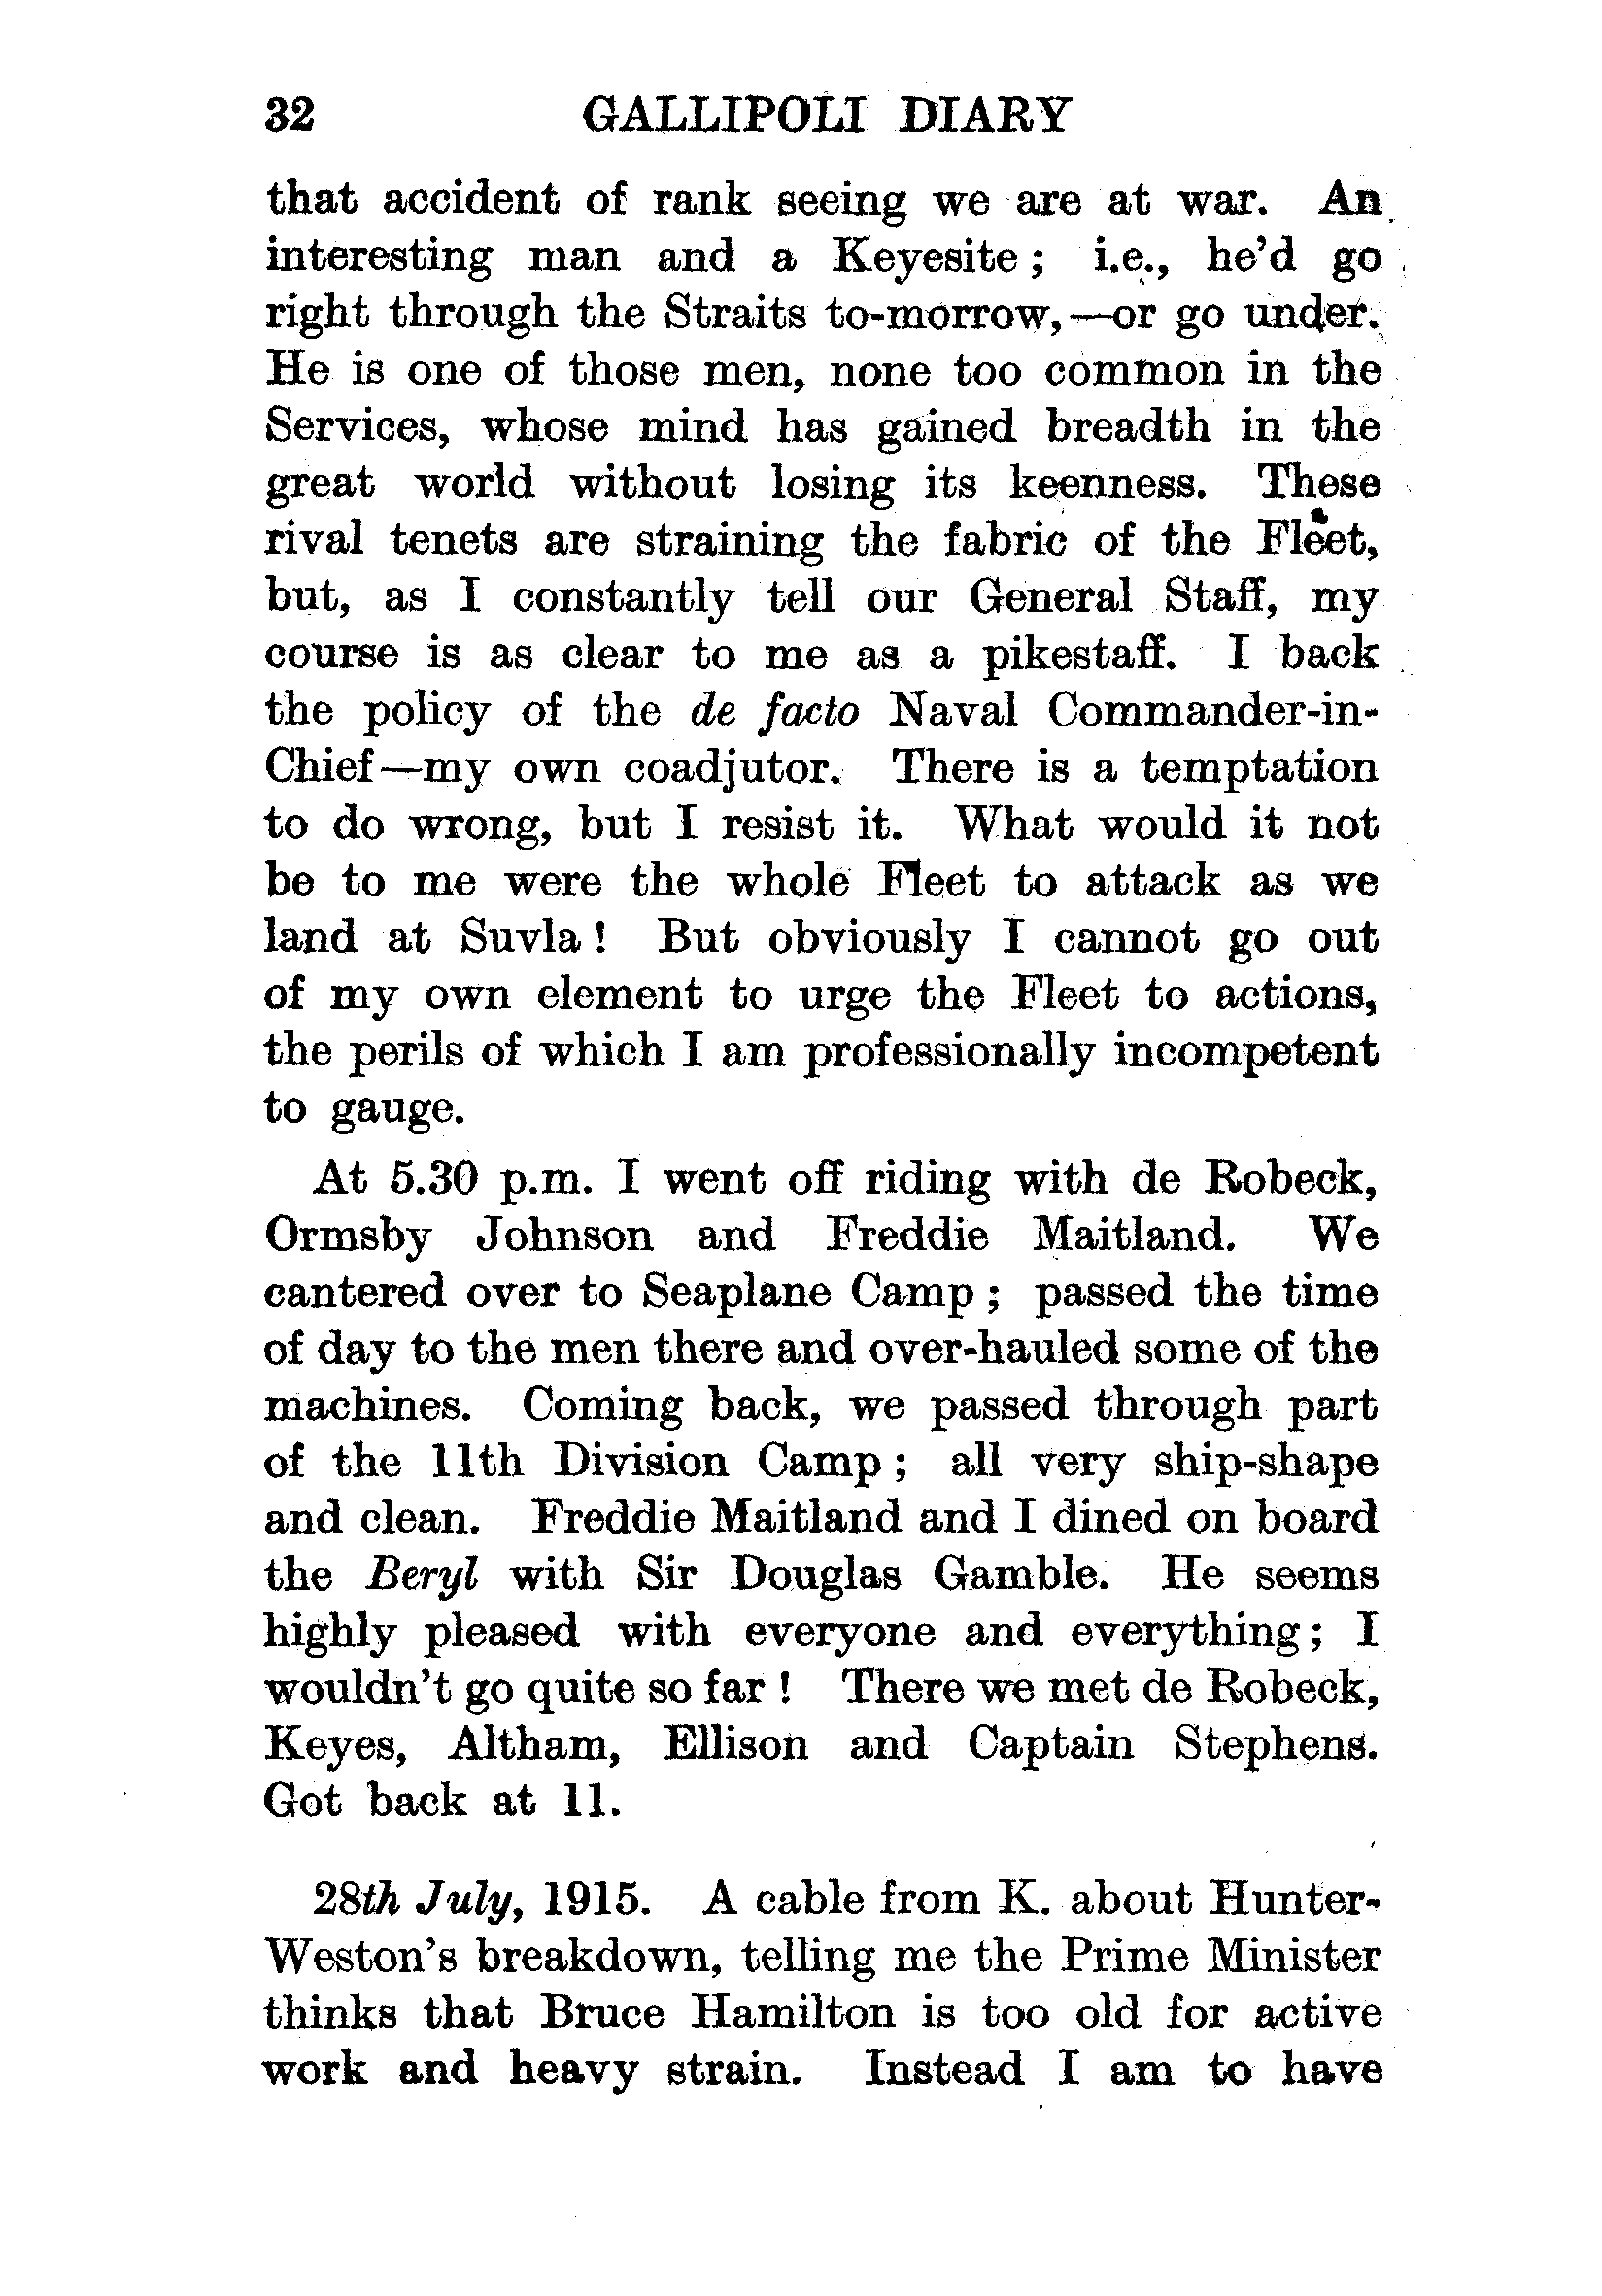 32 GALLIPOLI DIARY
that accident of rank seeing we are at war. An
interesting man and a Keyesite; i.e., he'd go
right through the Straits to-morrow,—or go under.
He is one of those men, none too common in the
Services, whose mind has gained breadth in the
great world without losing its keenness. These
rival tenets are straining the fabric of the Fleet,
but, as I constantly tell our General Staff, my
course is as clear to me as a pikestaff. I back
the policy of the de facto Naval Commander-in-
Chief—my own coadjutor. There is a temptation
to do wrong, but I resist it. What would it not
be to me were the whole Fleet to attack as we
land at Suvla! But obviously I cannot go out
of my own element to urge the Fleet to actions,
the perils of which I am professionally incompetent
to gauge.
At 5.30 p.m. I went off riding with de Robeck,
Ormsby Johnson and Freddie Maitland. We
cantered over to Seaplane Camp; passed the time
of day to the men there and over-hauled some of the
machines. Coming back, we passed through part
of the 11th Division Camp; all very ship-shape
and clean. Freddie Maitland and I dined on board
the Beryl with Sir Douglas Gamble. He seems
highly pleased with everyone and everything; I
wouldn't go quite so far! There we met de Robeck,
Keyes, Altham, Ellison and Captain Stephens.
Got back at 11.
28th July, 1915. A cable from K. about Hunter-
Weston's breakdown, telling me the Prime Minister
thinks that Bruce Hamilton is too old for active
work and heavy strain. Instead I am to have